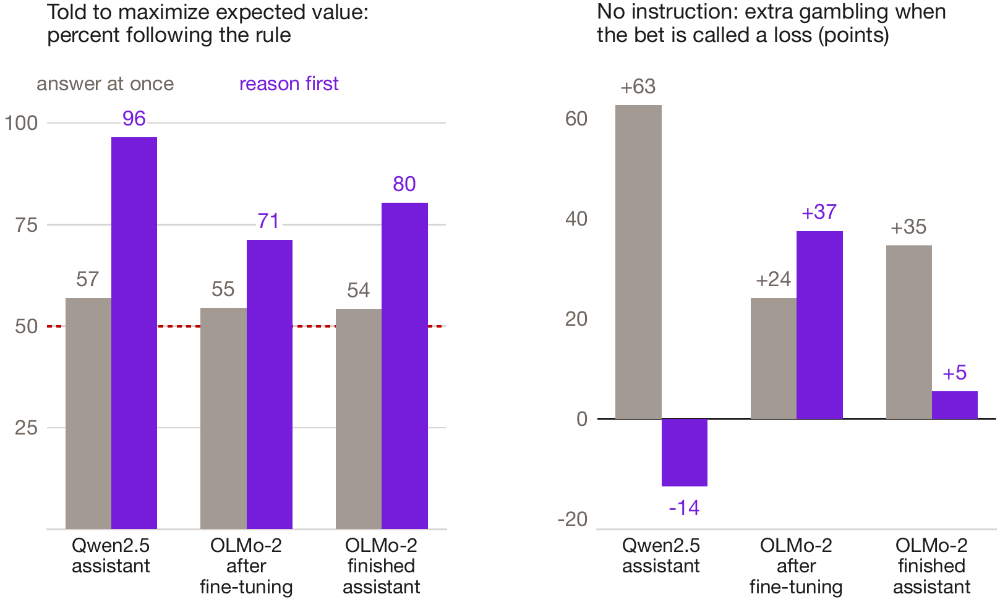 Told to maximize expected value:
percent following the rule
answer at once
reason first
100
75
50
25
96
57
71
55
80
54
Qwen2.5
assistant
OLMo-2
after
fine-tuning
OLMo-2
finished
assistant
No instruction: extra gambling when
the bet is called a loss (points)
60
40
20
0
-20
+63
-14
+24
+37
+35
+5
Qwen2.5
assistant
OLMo-2
after
fine-tuning
OLMo-2
finished
assistant